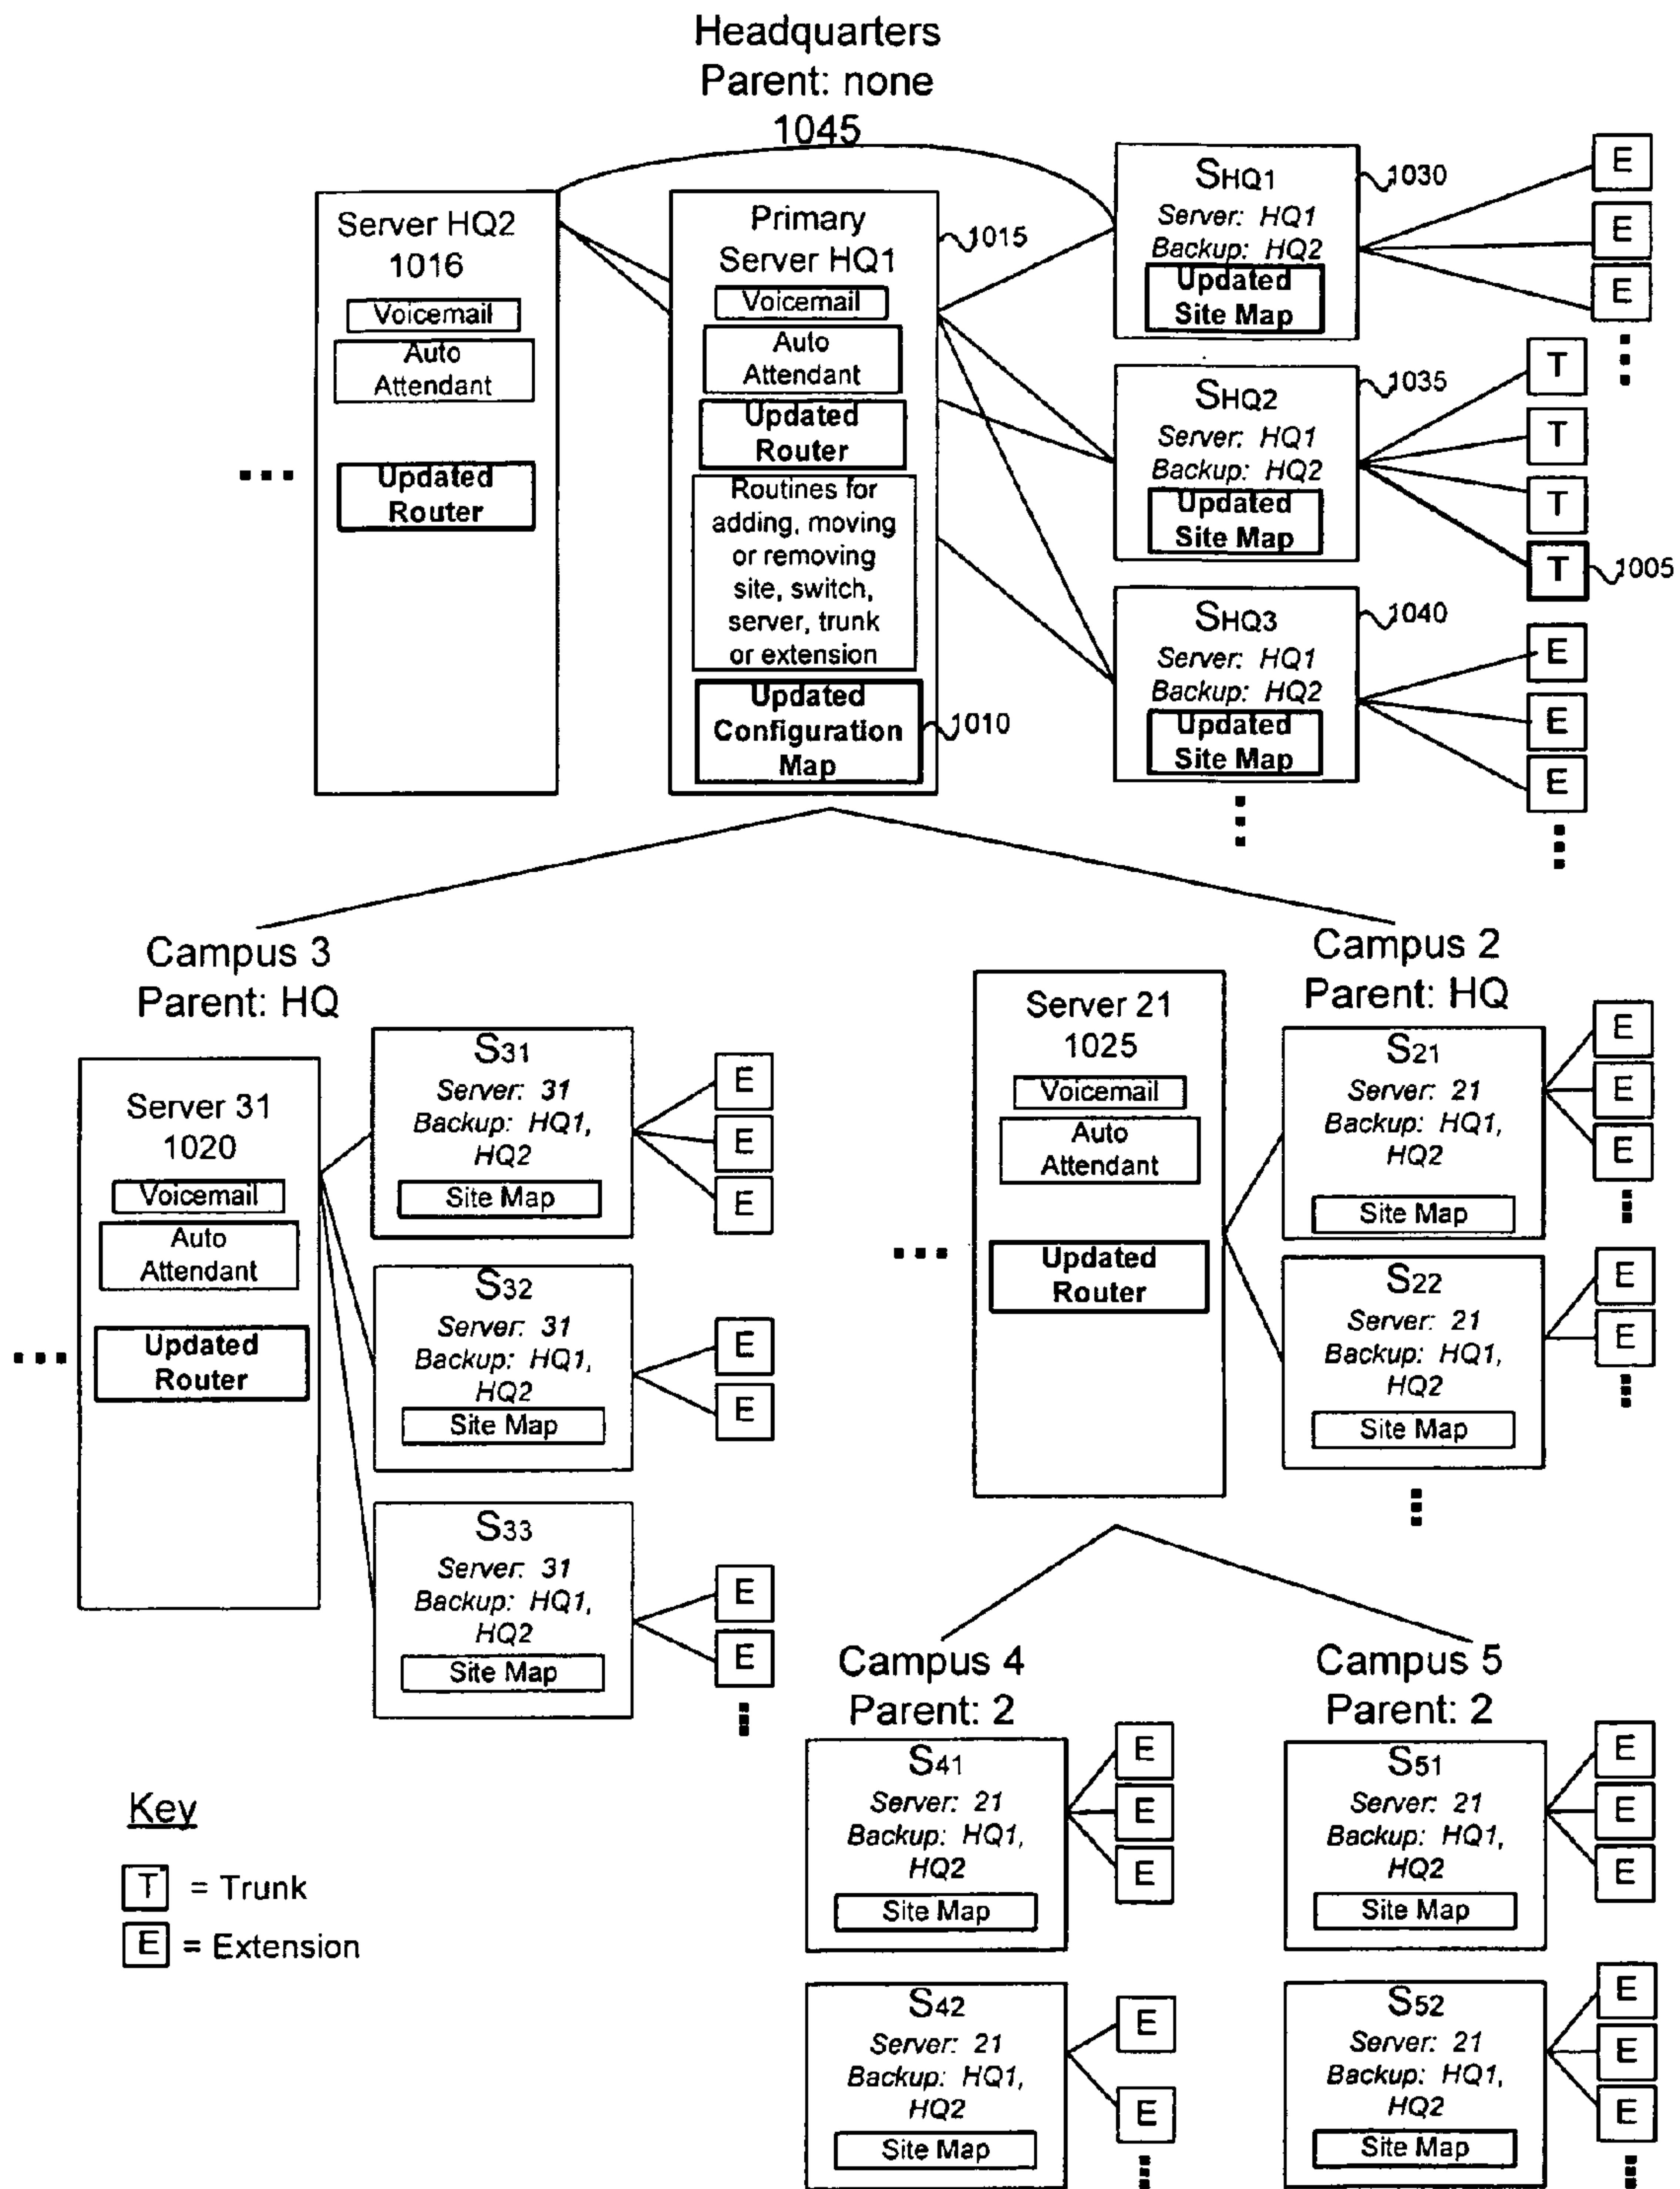 Headquarters
Parent: none
1045
Server HQ2
1016
Voicemail
Auto
Attendant
Updated
Router
Primary
Server HQ1
1015
Voicemail
Auto
Attendant
Updated
Router
Routines for
adding, moving
or removing
site, switch,
server, trunk
or extension
Updated
Configuration
Map
1010
SHQ1
1030
Server: HQ1
Backup: HQ2
Updated
Site Map
E
E
E
SHQ2
1035
Server: HQ1
Backup: HQ2
Updated
Site Map
T
T
T
T
1005
SHQ3
1040
Server: HQ1
Backup: HQ2
Updated
Site Map
E
E
E
Campus 3
Parent: HQ
Server 31
1020
Voicemail
Auto
Attendant
Updated
Router
S31
Server: 31
Backup: HQ1,
HQ2
Site Map
E
E
E
S32
Server: 31
Backup: HQ1,
HQ2
Site Map
E
E
S33
Server: 31
Backup: HQ1,
HQ2
Site Map
E
E
Campus 2
Parent: HQ
Server 21
1025
Voicemail
Auto
Attendant
Updated
Router
S21
Server: 21
Backup: HQ1,
HQ2
Site Map
E
E
E
S22
Server: 21
Backup: HQ1,
HQ2
Site Map
E
E
Campus 4
Parent: 2
S41
Server: 21
Backup: HQ1,
HQ2
Site Map
E
E
E
S42
Server: 21
Backup: HQ1,
HQ2
Site Map
E
E
Campus 5
Parent: 2
S51
Server: 21
Backup: HQ1,
HQ2
Site Map
E
E
E
S52
Server: 21
Backup: HQ1,
HQ2
Site Map
E
E
E
Key
T = Trunk
E = Extension